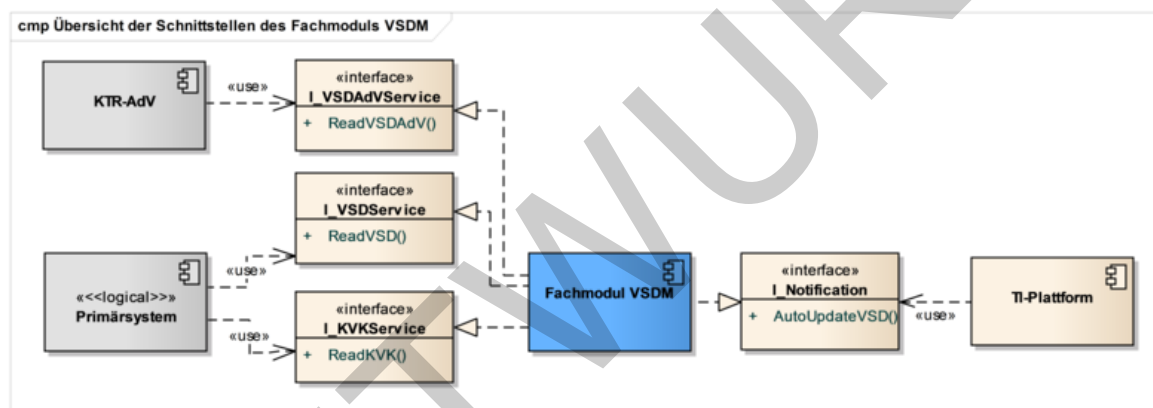 cmp Übersicht der Schnittstellen des Fachmoduls VSDM
KTR-AdV
«use»
«interface»
I_VSDAdVService
+ ReadVSDAdV()
«interface»
I_VSDService
+ ReadVSD()
«use»
«<<logical>>»
Primärsystem
«use»
«interface»
I_KVKService
+ ReadKVK()
Fachmodul VSDM
«interface»
I_Notification
+ AutoUpdateVSD()
«use»
TI-Plattform
TWUR